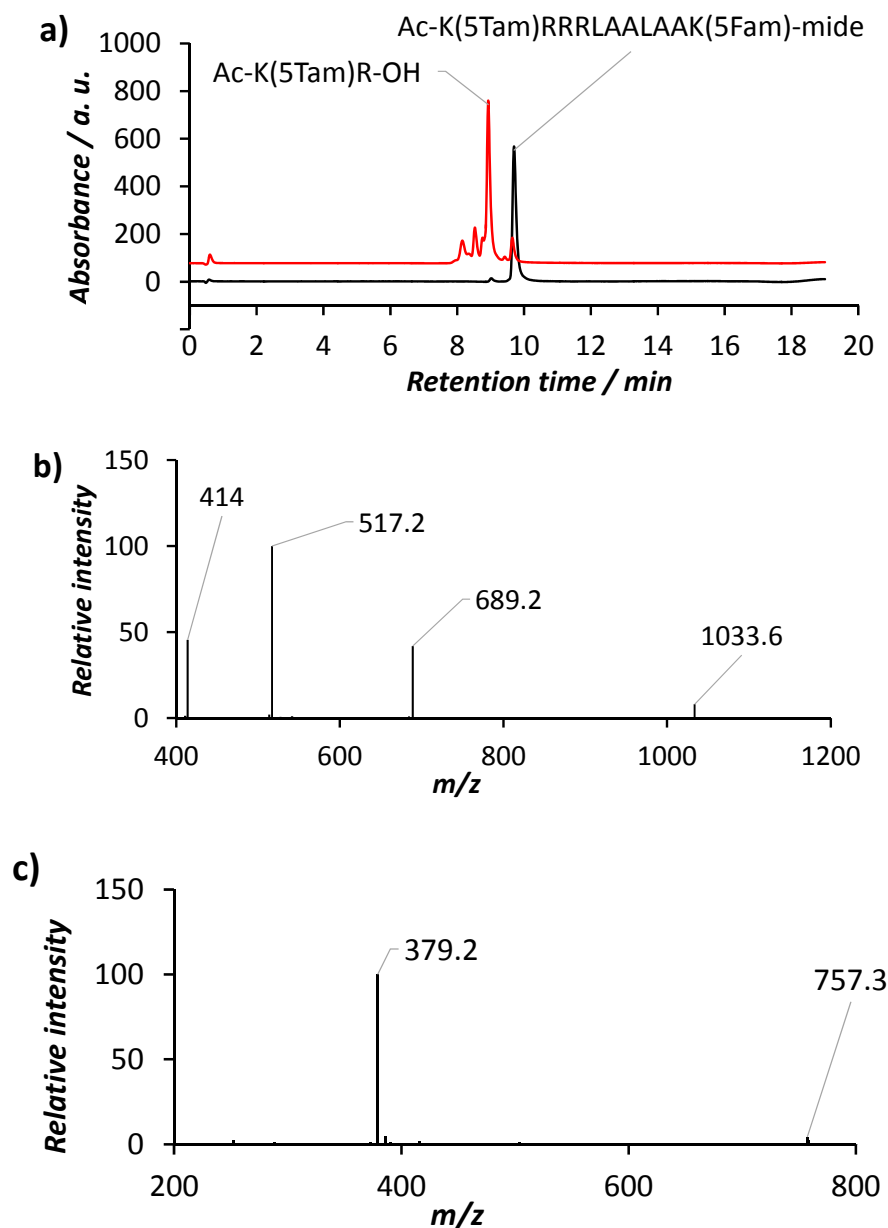 a)
Ac-K(5Tam)RRRLAALAAK(5Fam)-mide
Ac-K(5Tam)R-OH
Absorbance / a. u.
1000
800
600
400
200
0
0 2 4 6 8 10 12 14 16 18 20
Retention time / min
b)
Relative intensity
150
100
50
0
414
517.2
689.2
1033.6
400 600 800 1000 1200
m/z
c)
Relative intensity
150
100
50
0
379.2
757.3
200 400 600 800
m/z